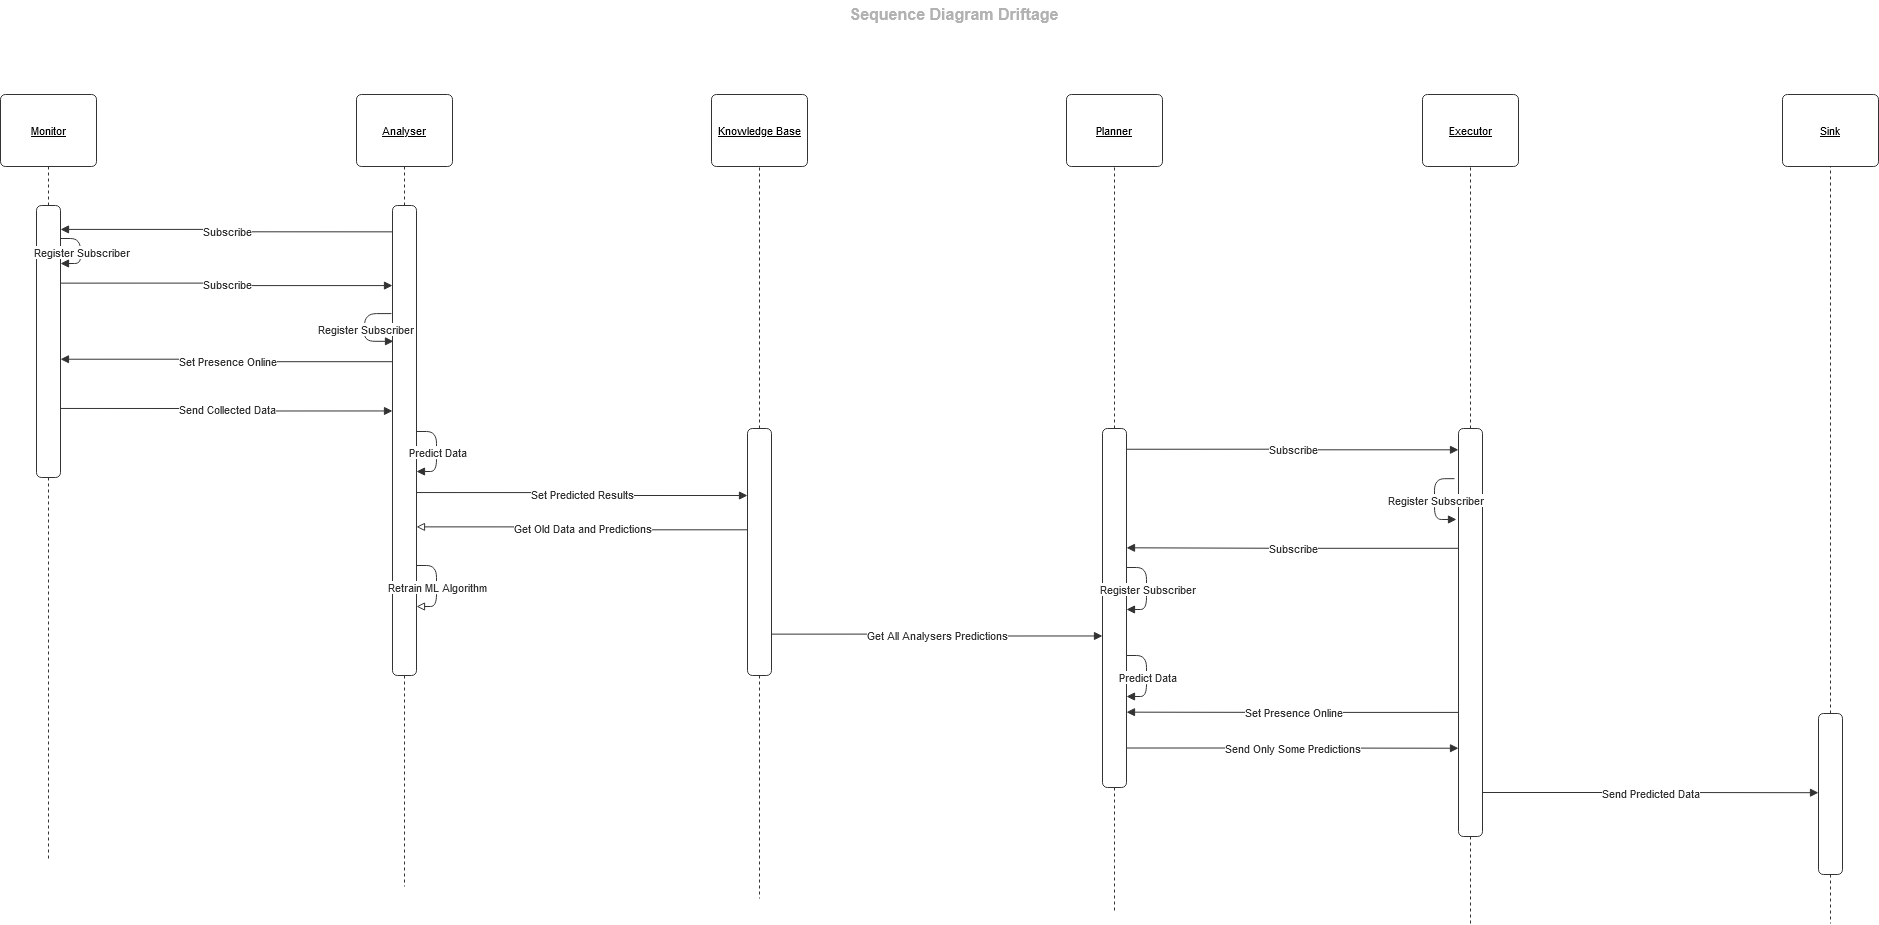 Sequence Diagram Driftage
Monitor
Analyser
Knowledge Base
Planner
Executor
Sink
Subscribe
Register Subscriber
Subscribe
Register Subscriber
Set Presence Online
Send Collected Data
Predict Data
Subscribe
Set Predicted Results
Register Subscriber
Get Old Data and Predictions
Subscribe
Retrain ML Algorithm
Register Subscriber
Get All Analysers Predictions
Predict Data
Set Presence Online
Send Only Some Predictions
Send Predicted Data